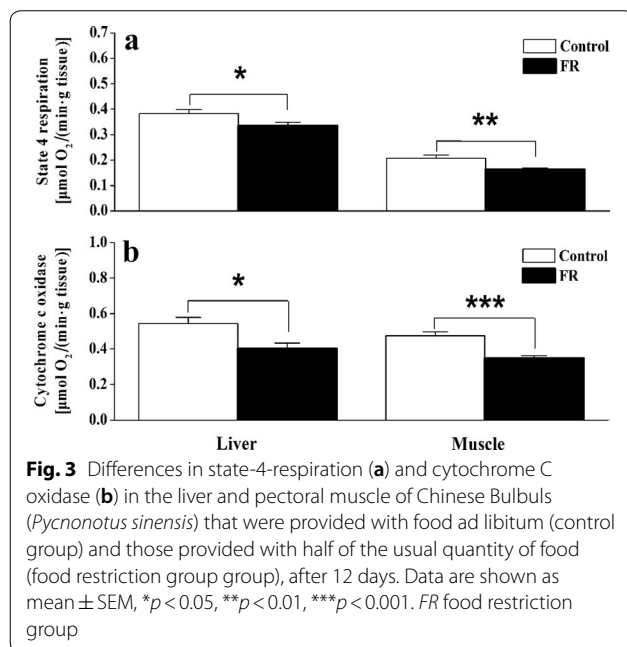 a
Control
FR
0.7
0.6
0.5
0.4
0.3
0.2
0.1
0.0
State 4 respiration
[μmol O2/(min·g tissue)]
*
**
b
Control
FR
1.0
0.8
0.6
0.4
0.2
0.0
Cytochrome c oxidase
[μmol O2/(min·g tissue)]
*
***
Liver Muscle
Fig. 3 Differences in state-4-respiration (a) and cytochrome C
oxidase (b) in the liver and pectoral muscle of Chinese Bulbuls
(Pycnonotus sinensis) that were provided with food ad libitum (control
group) and those provided with half of the usual quantity of food
(food restriction group group), after 12 days. Data are shown as
mean ± SEM, *p < 0.05, **p < 0.01, ***p < 0.001. FR food restriction
group